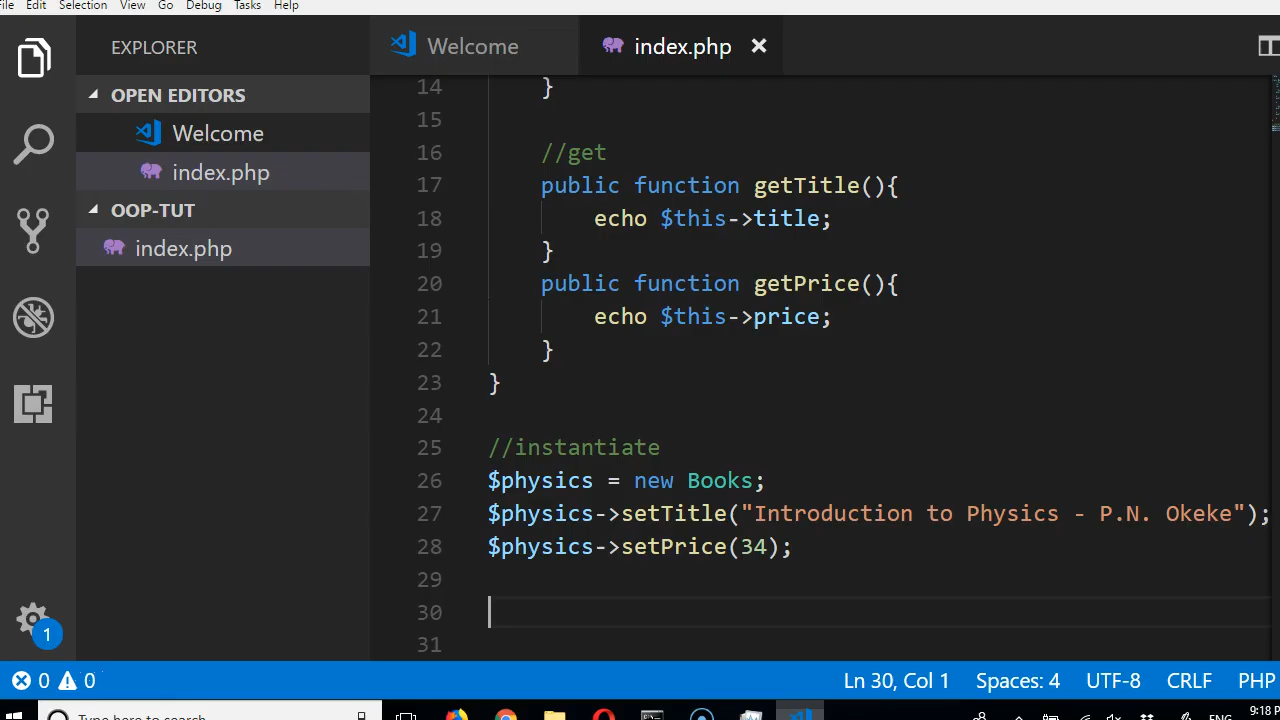 File Edit Selection View Go Debug Tasks Help
EXPLORER
Welcome
index.php
OPEN EDITORS
Welcome
index.php
OOP-TUT
index.php
14 }
15
16 //get
17 public function getTitle(){
18 echo $this->title;
19 }
20 public function getPrice(){
21 echo $this->price;
22 }
23 }
24
25 //instantiate
26 $physics = new Books;
27 $physics->setTitle("Introduction to Physics - P.N. Okeke");
28 $physics->setPrice(34);
29
30
31
1
0 0
Ln 30, Col 1 Spaces: 4 UTF-8 CRLF PHP
Type here to search
ENG
9:18 P